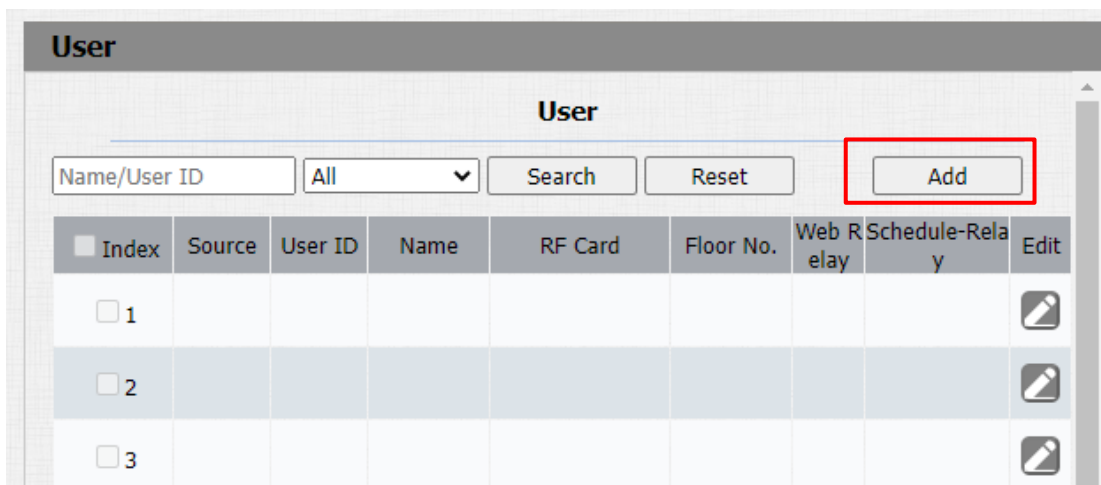 User
User
Name/User ID All Search Reset Add
Index Source User ID Name RF Card Floor No. Web R
elay Schedule-Rela
y Edit
1
2
3